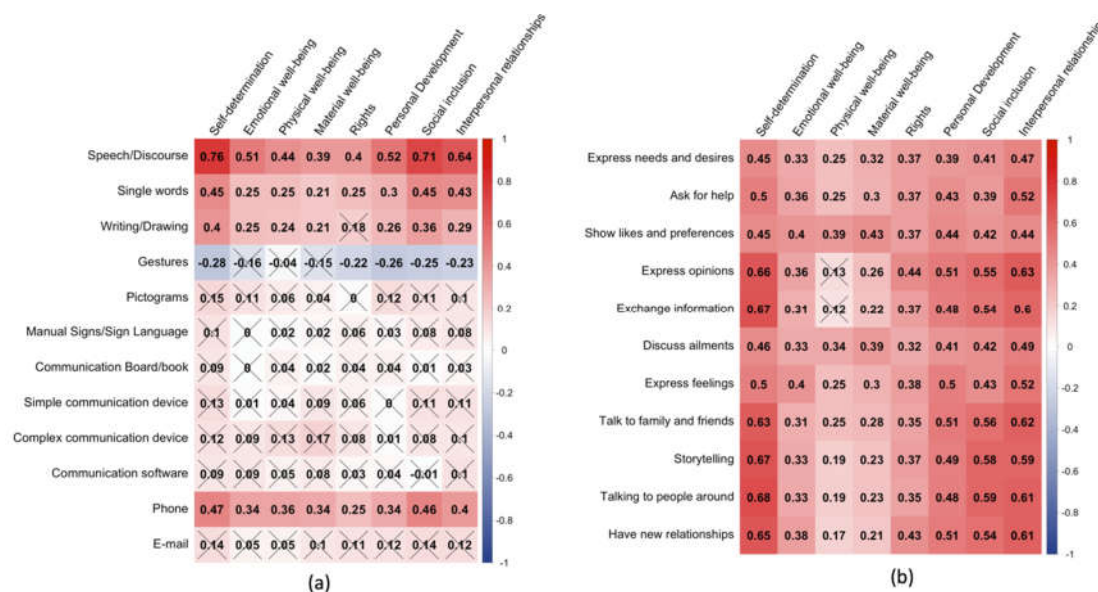 Self-determination
Emotional well-being
Physical well-being
Material well-being
Rights
Personal Development
Social inclusion
Interpersonal relationships
Speech/Discourse 0.76 0.51 0.44 0.39 0.4 0.52 0.71 0.64
Single words 0.45 0.25 0.25 0.21 0.25 0.3 0.45 0.43
Writing/Drawing 0.4 0.25 0.24 0.21 0.18 0.26 0.36 0.29
Gestures -0.28 -0.16 -0.04 -0.15 -0.22 -0.26 -0.25 -0.23
Pictograms 0.15 0.11 0.06 0.04 0 0.12 0.11 0.1
Manual Signs/Sign Language 0.1 0 0.02 0.02 0.06 0.03 0.08 0.08
Communication Board/book 0.09 0 0.04 0.02 0.04 0.04 0.01 0.03
Simple communication device 0.13 0.01 0.04 0.09 0.06 0 0.11 0.11
Complex communication device 0.12 0.09 0.13 0.17 0.08 0.01 0.08 0.1
Communication software 0.09 0.09 0.05 0.08 0.03 0.04 -0.01 0.1
Phone 0.47 0.34 0.36 0.34 0.25 0.34 0.46 0.4
E-mail 0.14 0.05 0.05 0.1 0.11 0.12 0.14 0.12
1
0.8
0.6
0.4
0.2
0
-0.2
-0.4
-0.6
-0.8
-1
(a)
Self-determination
Emotional well-being
Physical well-being
Material well-being
Rights
Personal Development
Social inclusion
Interpersonal relationship
Express needs and desires 0.45 0.33 0.25 0.32 0.37 0.39 0.41 0.47
Ask for help 0.5 0.36 0.25 0.3 0.37 0.43 0.39 0.52
Show likes and preferences 0.45 0.4 0.39 0.43 0.37 0.44 0.42 0.44
Express opinions 0.66 0.36 0.13 0.26 0.44 0.51 0.55 0.63
Exchange information 0.67 0.31 0.12 0.22 0.37 0.48 0.54 0.6
Discuss ailments 0.46 0.33 0.34 0.39 0.32 0.41 0.42 0.49
Express feelings 0.5 0.4 0.25 0.3 0.38 0.5 0.43 0.52
Talk to family and friends 0.63 0.31 0.25 0.28 0.35 0.51 0.56 0.62
Storytelling 0.67 0.33 0.19 0.23 0.37 0.49 0.58 0.59
Talking to people around 0.68 0.33 0.19 0.23 0.35 0.48 0.59 0.61
Have new relationships 0.65 0.38 0.17 0.21 0.43 0.51 0.54 0.61
1
0.8
0.6
0.4
0.2
0
-0.2
-0.4
-0.6
-0.8
-1
(b)